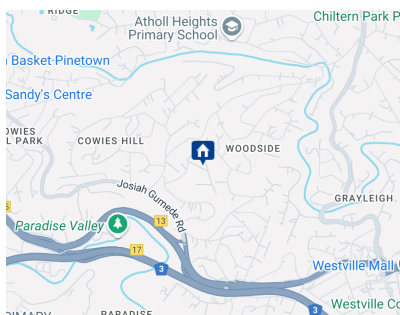 RIDGE
Atholl Heights
Primary School
Chiltern Park P
n Basket Pinetown
Sandy's Centre
OWIES
L PARK
COWIES HILL
WOODSIDE
Josiah Gumede Rd
GRAYLEIGH
13
Paradise Valley
17
3
Westville Mall
3
Westville Co
PARADISE
PRIMARY